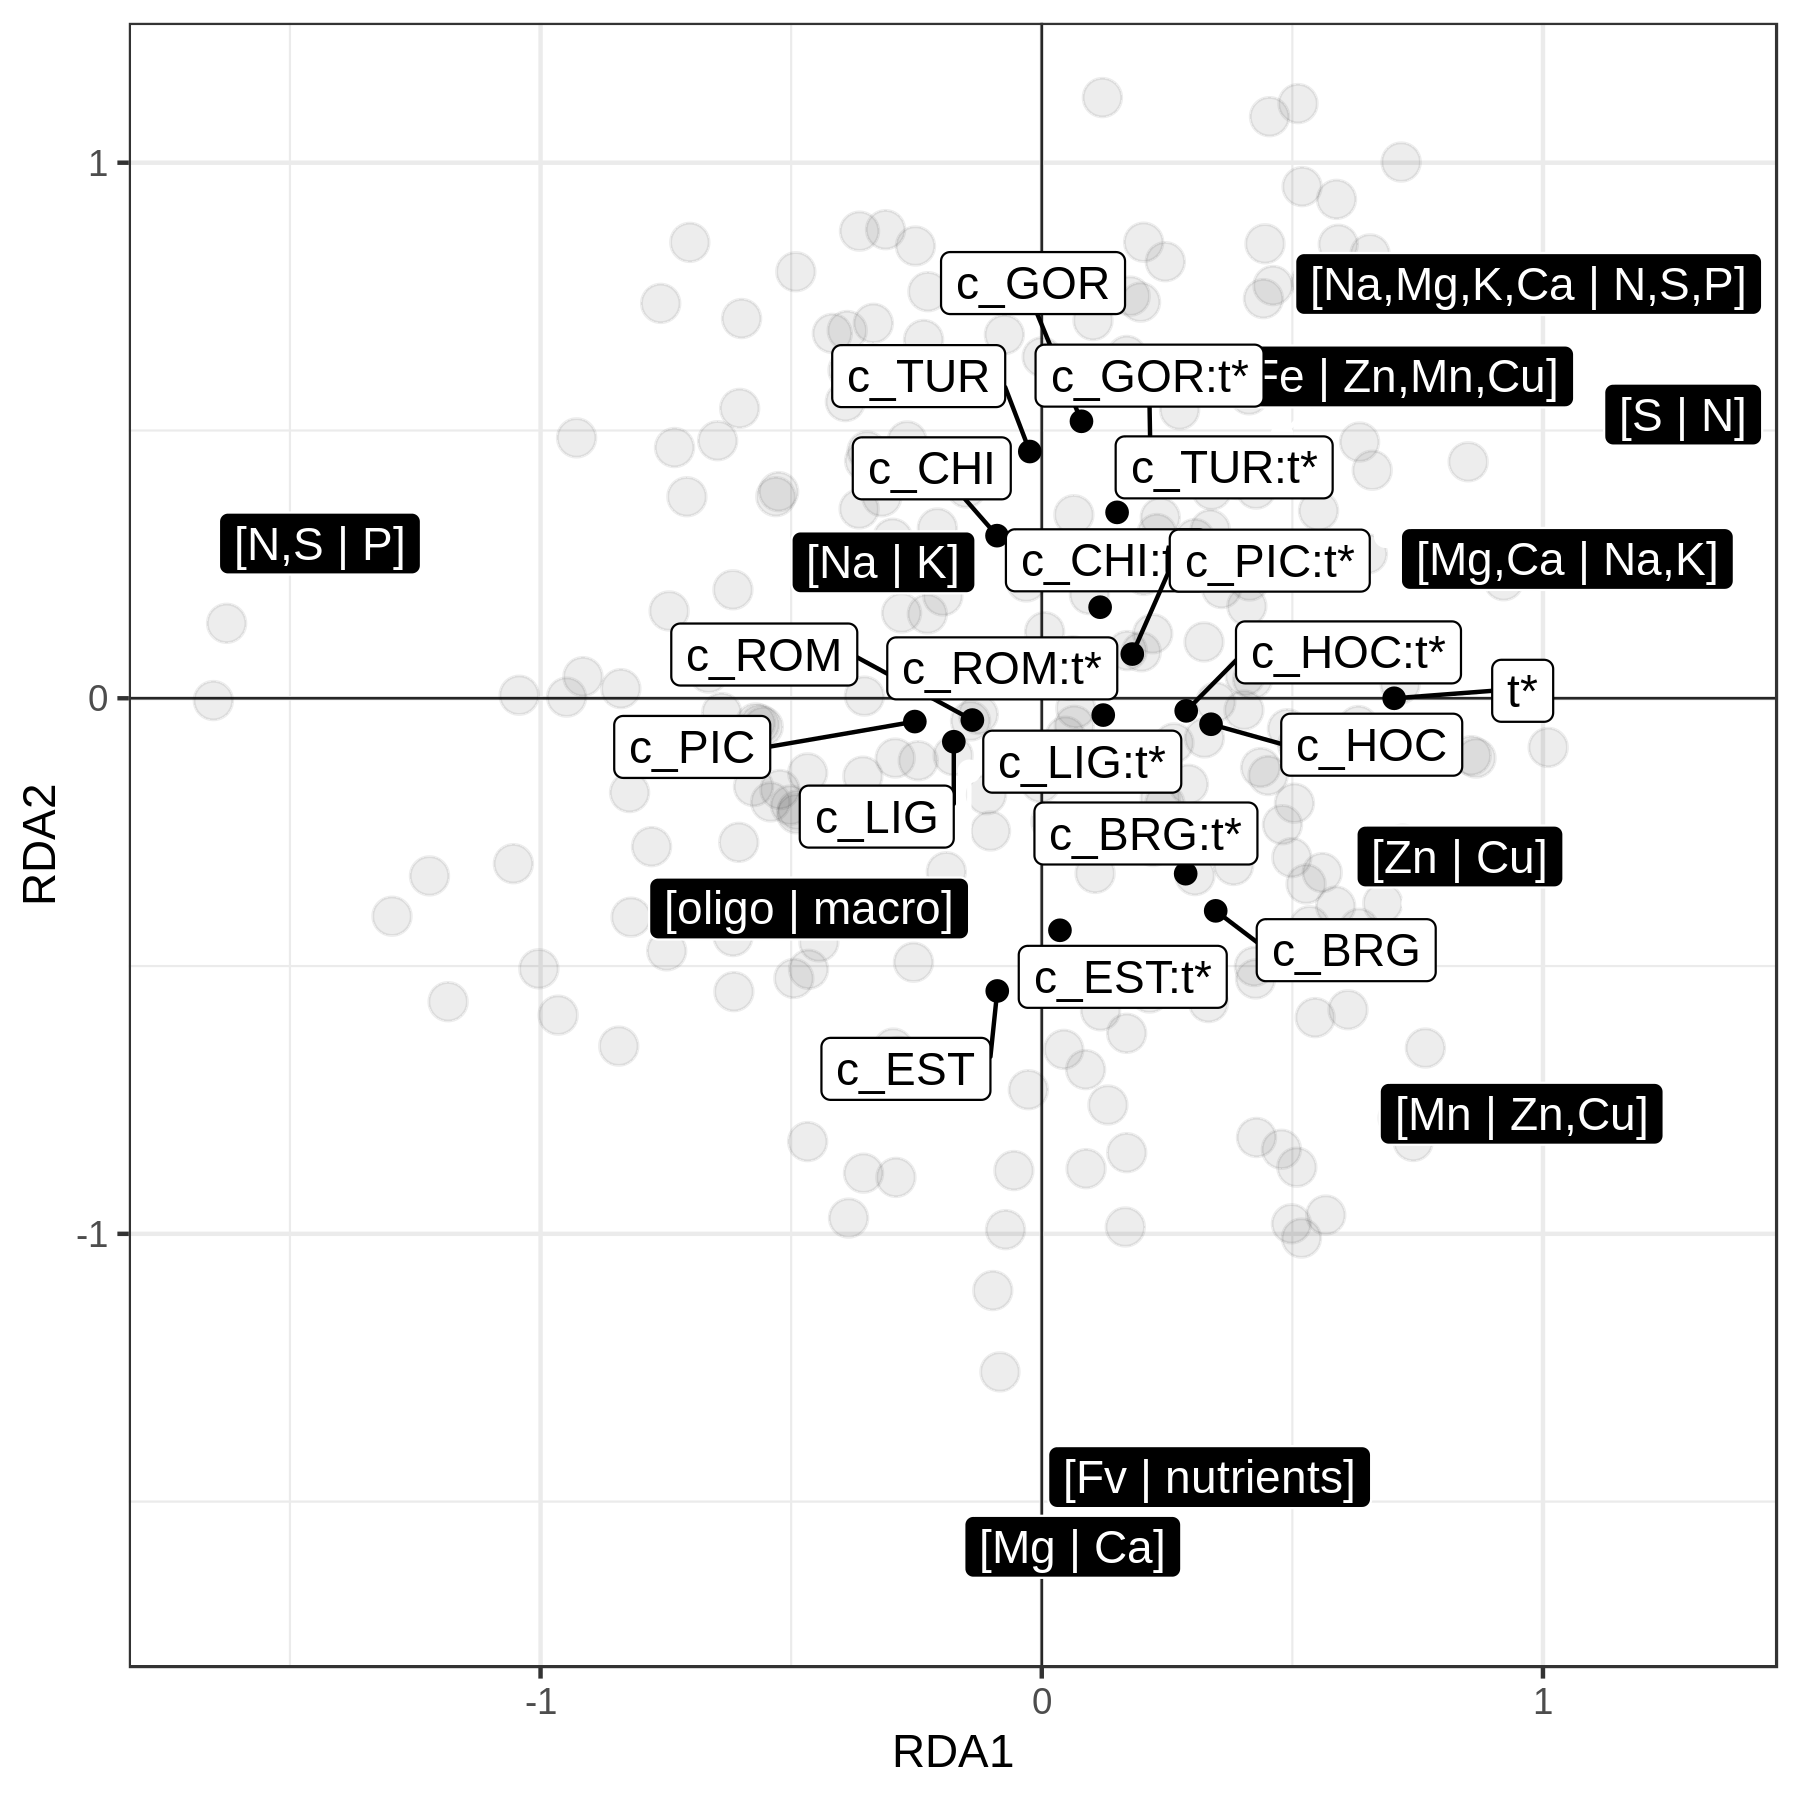 1
c_GOR
[Na,Mg,K,Ca | N,S,P]
c_TUR
c_GOR:t*
Fe | Zn,Mn,Cu]
[S | N]
c_CHI
c_TUR:t*
[N,S | P]
[Na | K]
c_CHI:t
c_PIC:t*
[Mg,Ca | Na,K]
c_ROM
c_ROM:t*
c_HOC:t*
t*
0
c_PIC
c_LIG:t*
c_HOC
c_LIG
c_BRG:t*
[Zn | Cu]
RDA2
[oligo | macro]
c_BRG
c_EST:t*
c_EST
[Mn | Zn,Cu]
-1
[Fv | nutrients]
[Mg | Ca]
-1
0
1
RDA1